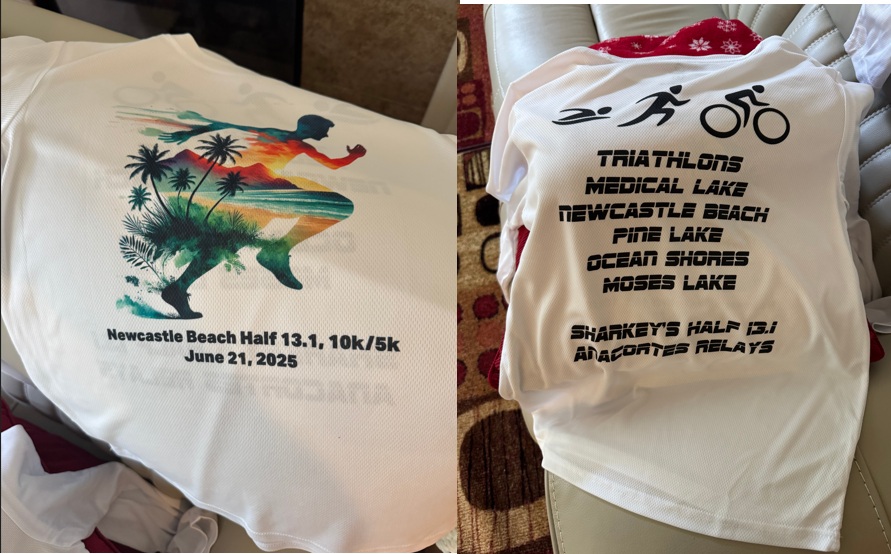 Newcastle Beach Half 13.1, 10k/5k
June 21, 2025
TRIATHLONS
MEDICAL LAKE
NEWCASTLE BEACH
PINE LAKE
OCEAN SHORES
MOSES LAKE
SHARKEY'S HALF 13.1
ANACORTES RELAYS